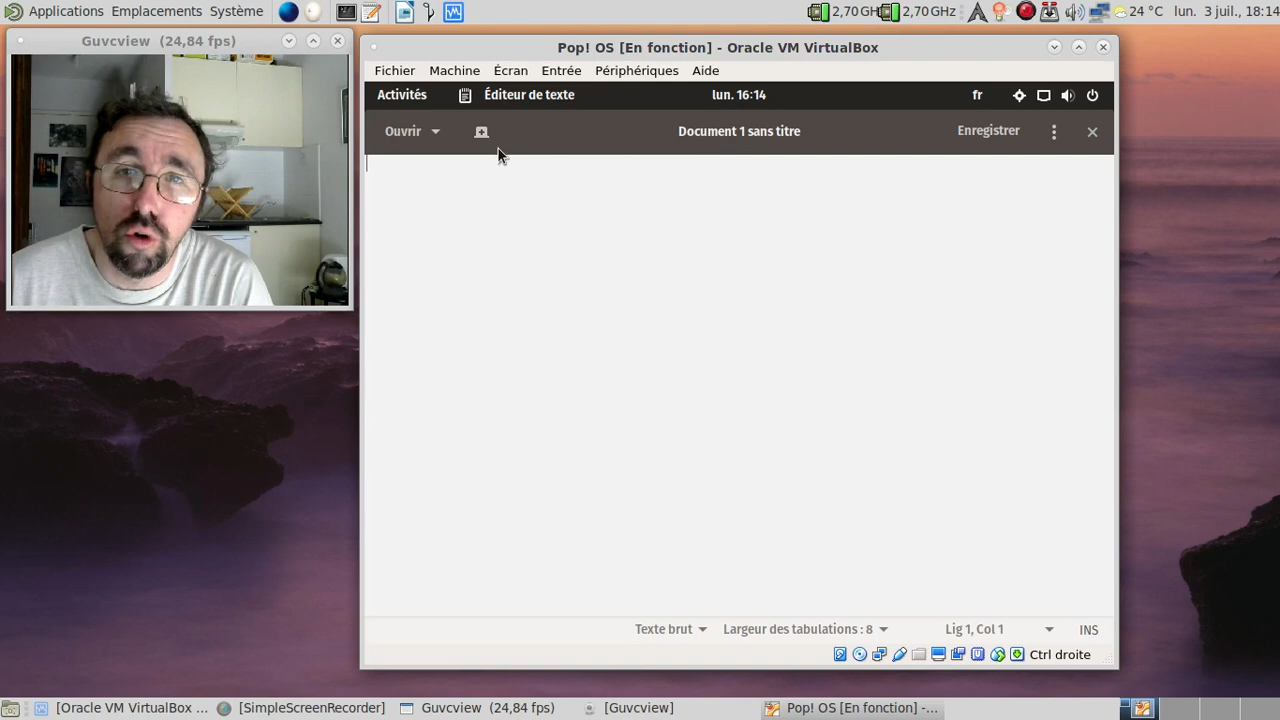 Applications Emplacements Système
2,70 GH 2,70 GHz 24 °C lun. 3 juil., 18:14
Guvcview (24,84 fps)
Pop! OS [En fonction] - Oracle VM VirtualBox
Fichier Machine Écran Entrée Périphériques Aide
Activités Éditeur de texte lun. 16:14 fr
Ouvrir Document 1 sans titre Enregistrer
Texte brut Largeur des tabulations : 8 Lig 1, Col 1 INS
Ctrl droite
[Oracle VM VirtualBox ... [SimpleScreenRecorder] Guvcview (24,84 fps) [Guvcview] Pop! OS [En fonction] -...